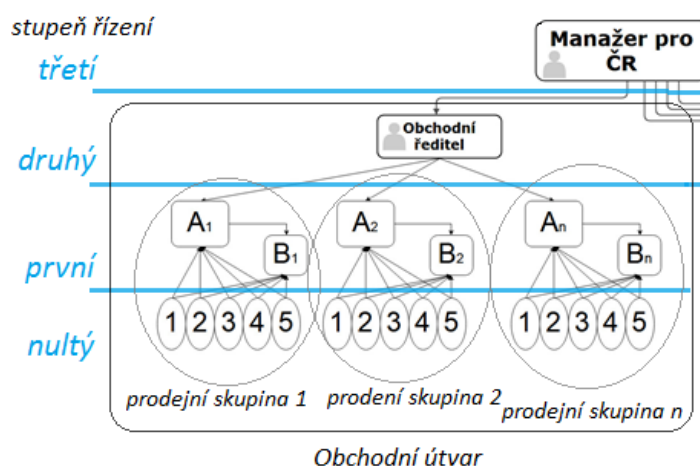 stupeň řízení
Manažer pro
ČR
třetí
Obchodní
ředitel
druhý
A1 A2 An
B1 B2 Bn
první
1 2 3 4 5 1 2 3 4 5 1 2 3 4 5
nultý
prodejní skupina 1 prodení skupina 2 prodejní skupina n
Obchodní útvar